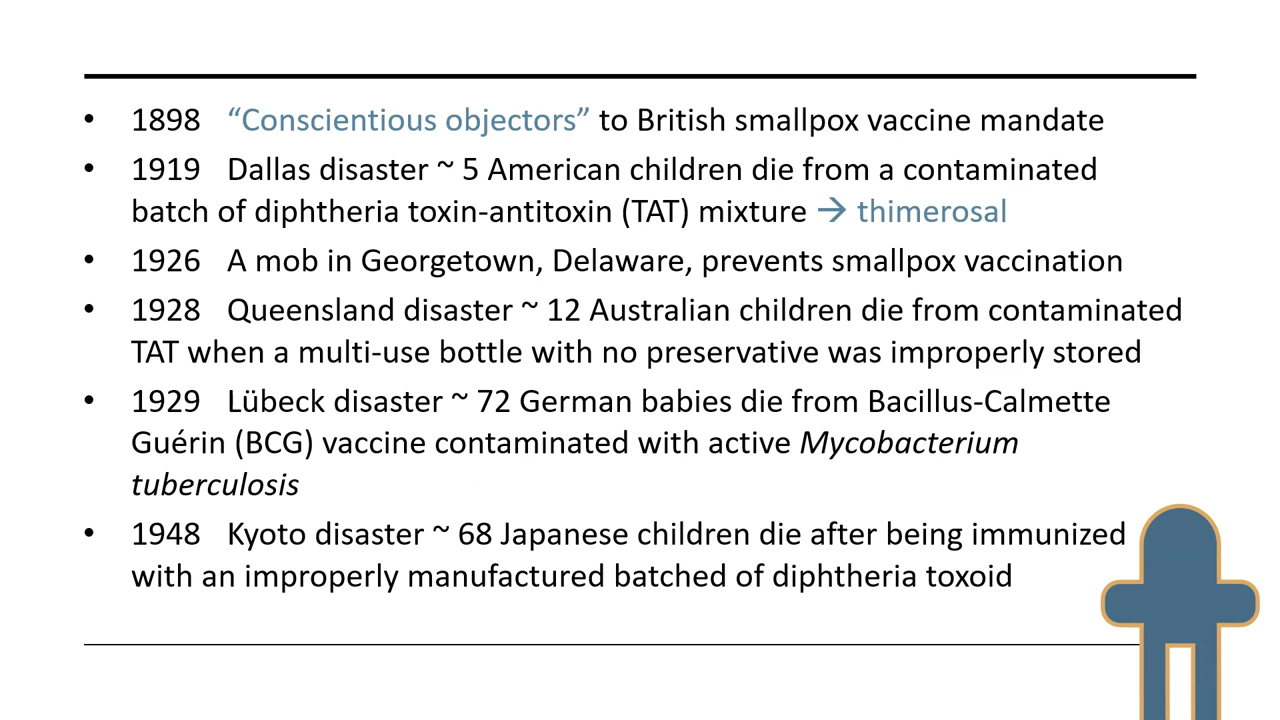 • 1898 “Conscientious objectors” to British smallpox vaccine mandate
• 1919 Dallas disaster ~ 5 American children die from a contaminated
batch of diphtheria toxin-antitoxin (TAT) mixture → thimerosal
• 1926 A mob in Georgetown, Delaware, prevents smallpox vaccination
• 1928 Queensland disaster ~ 12 Australian children die from contaminated
TAT when a multi-use bottle with no preservative was improperly stored
• 1929 Lübeck disaster ~ 72 German babies die from Bacillus-Calmette
Guérin (BCG) vaccine contaminated with active Mycobacterium
tuberculosis
• 1948 Kyoto disaster ~ 68 Japanese children die after being immunized
with an improperly manufactured batched of diphtheria toxoid